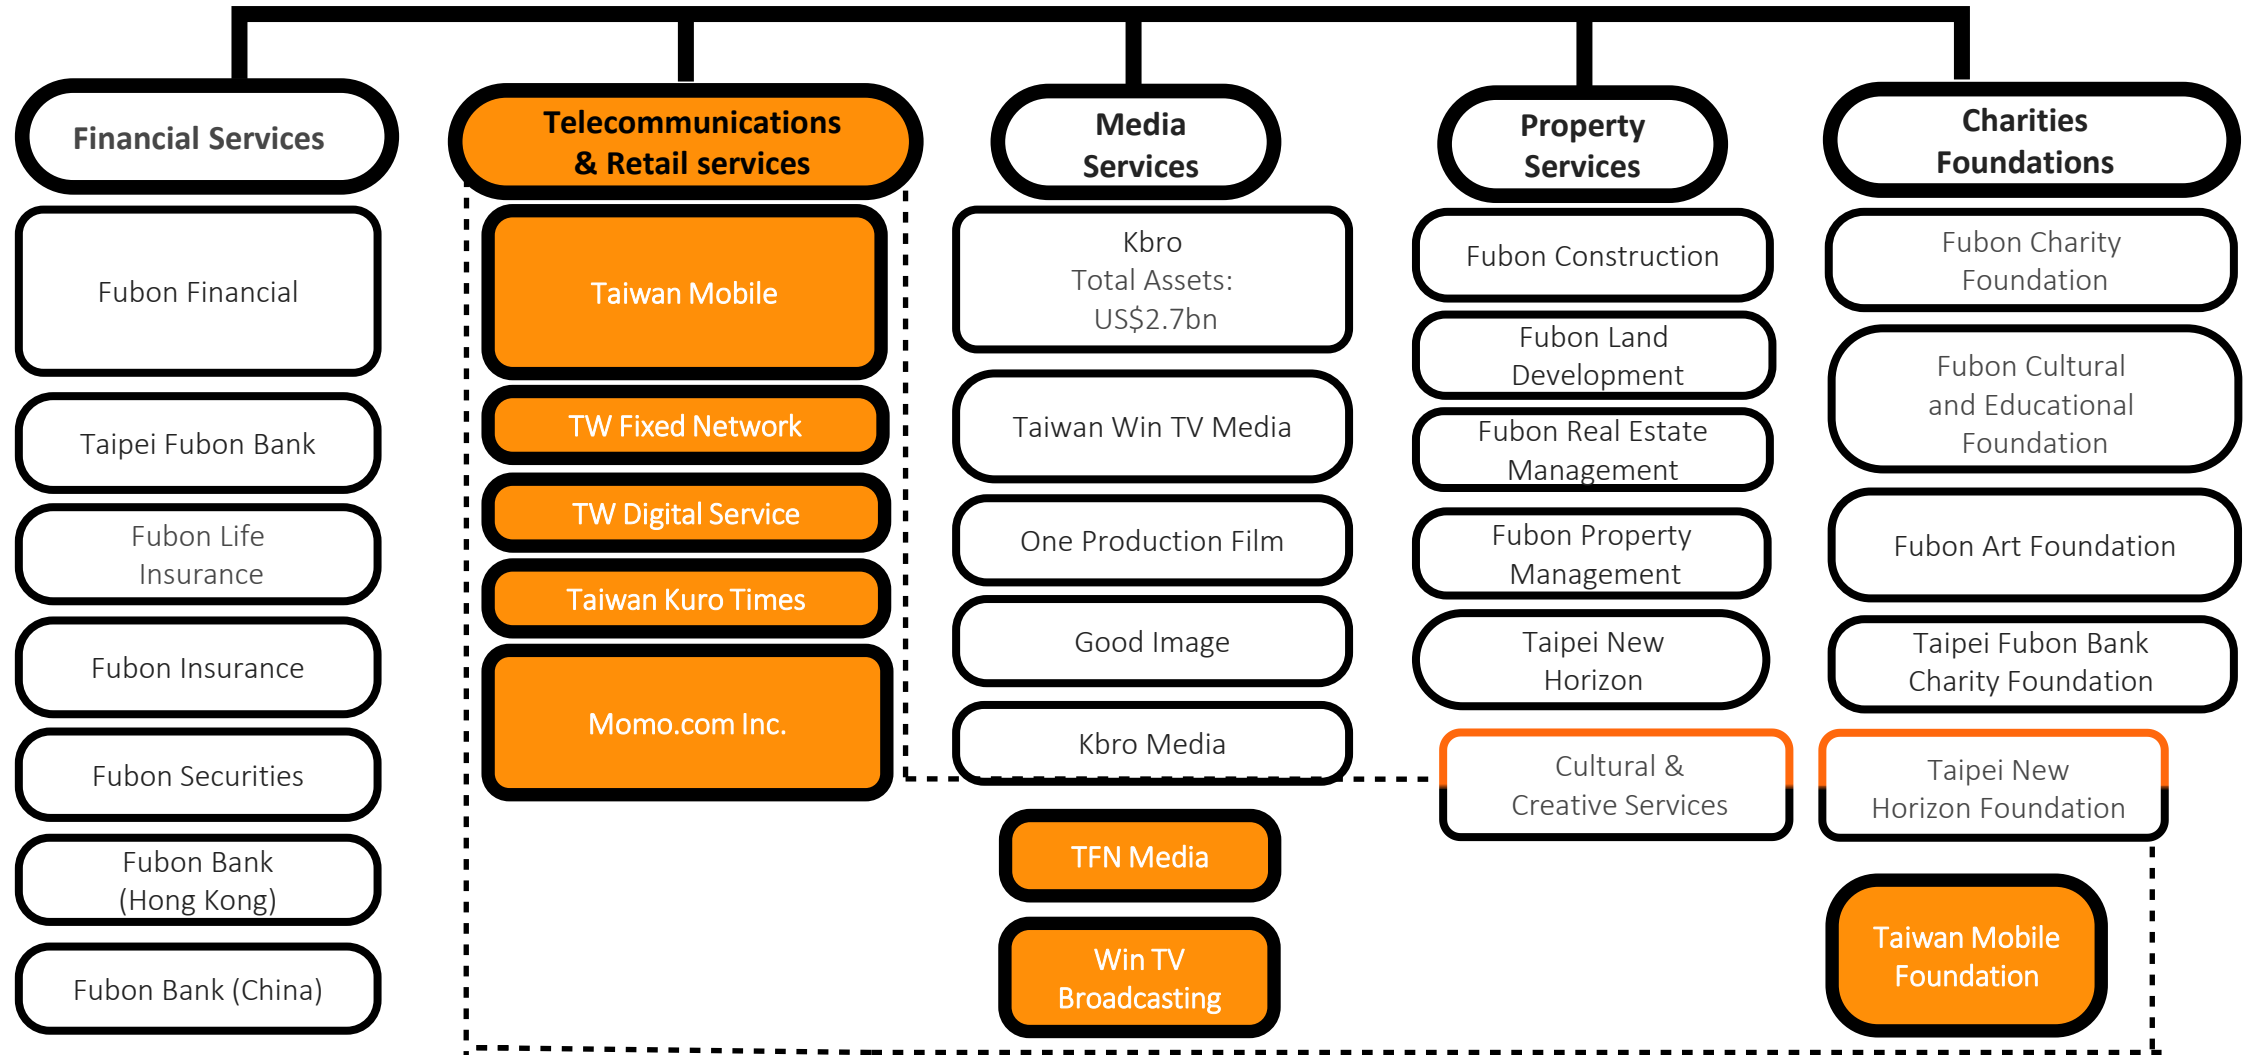 Financial Services
Fubon Financial
Taipei Fubon Bank
Fubon Life
Insurance
Fubon Insurance
Fubon Securities
Fubon Bank
(Hong Kong)
Fubon Bank (China)
Telecommunications
& Retail services
Taiwan Mobile
TW Fixed Network
TW Digital Service
Taiwan Kuro Times
Momo.com Inc.
Media
Services
Kbro
Total Assets:
US$2.7bn
Taiwan Win TV Media
One Production Film
Good Image
Kbro Media
TFN Media
Win TV
Broadcasting
Property
Services
Fubon Construction
Fubon Land
Development
Fubon Real Estate
Management
Fubon Property
Management
Taipei New
Horizon
Cultural &
Creative Services
Charities
Foundations
Fubon Charity
Foundation
Fubon Cultural
and Educational
Foundation
Fubon Art Foundation
Taipei Fubon Bank
Charity Foundation
Taipei New
Horizon Foundation
Taiwan Mobile
Foundation